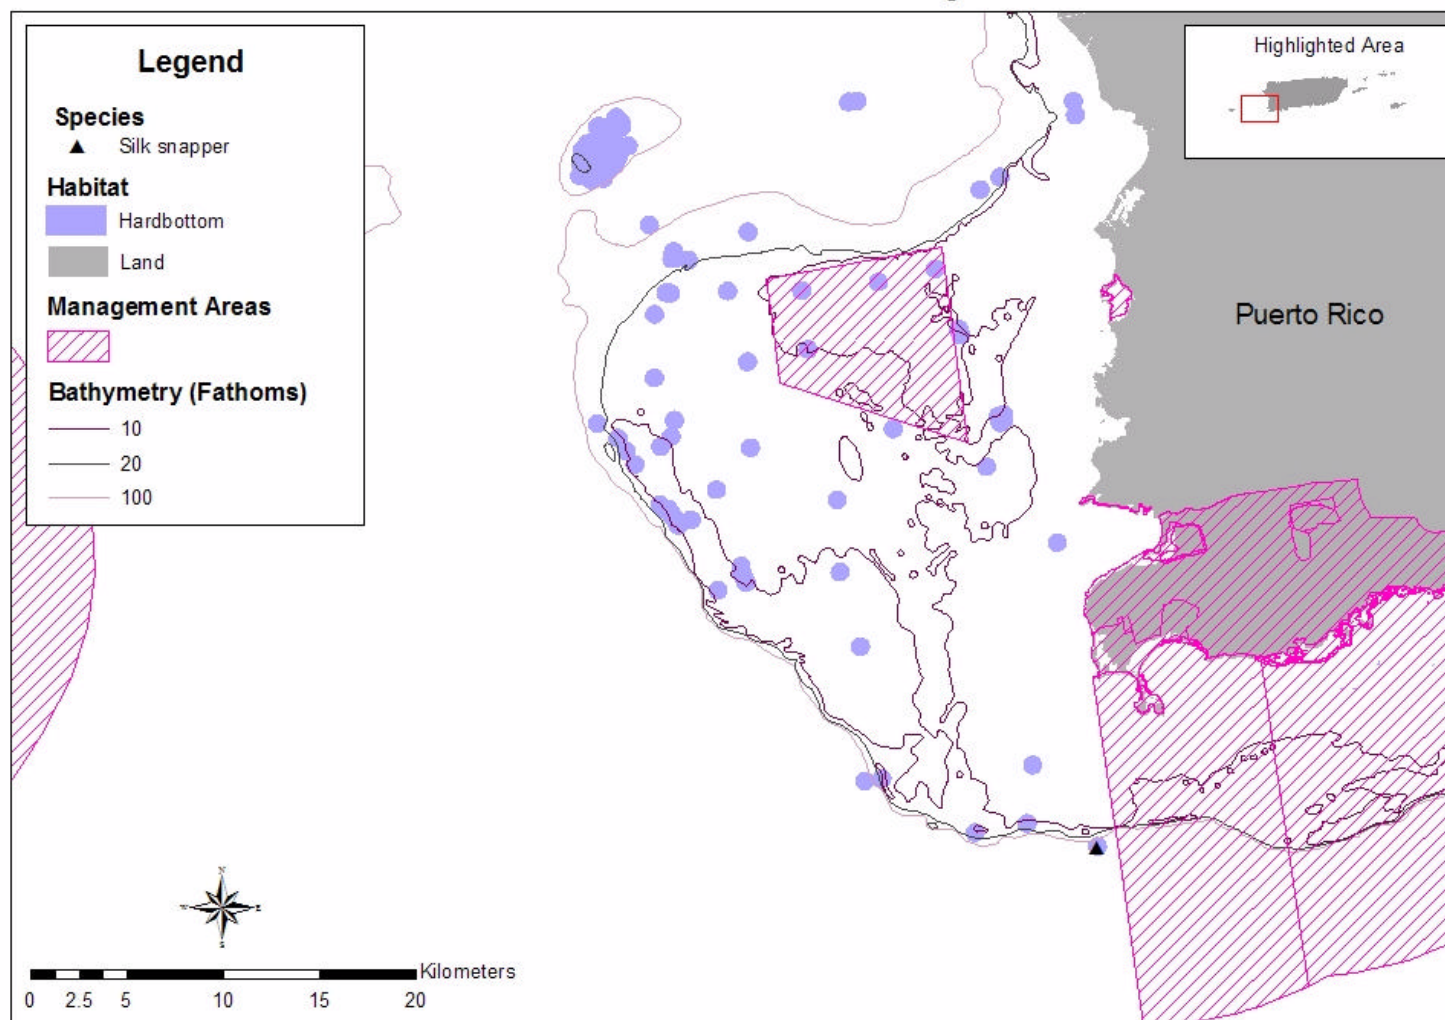 Legend
Species
Silk snapper
Habitat
Hardbottom
Land
Management Areas
Bathymetry (Fathoms)
10
20
100
Highlighted Area
Puerto Rico
N
W E
S
Kilometers
0 2.5 5 10 15 20